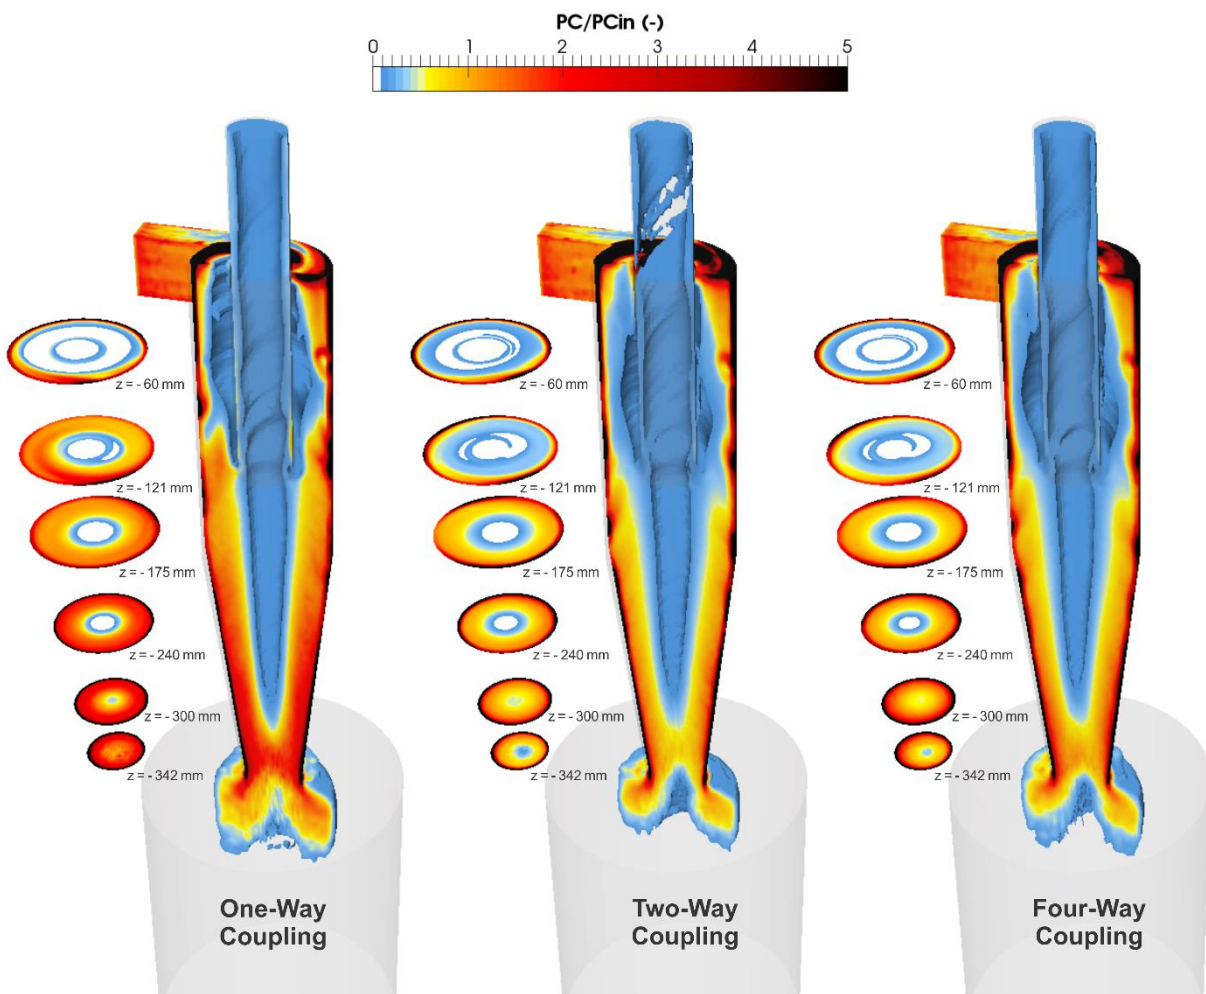 PC/PCin (-)
0 1 2 3 4 5
z = - 60 mm
z = - 60 mm
z = - 60 mm
z = - 121 mm
z = - 121 mm
z = - 121 mm
z = - 175 mm
z = - 175 mm
z = - 175 mm
z = - 240 mm
z = - 240 mm
z = - 240 mm
z = - 300 mm
z = - 300 mm
z = - 300 mm
z = - 342 mm
z = - 342 mm
z = - 342 mm
One-Way
Coupling
Two-Way
Coupling
Four-Way
Coupling